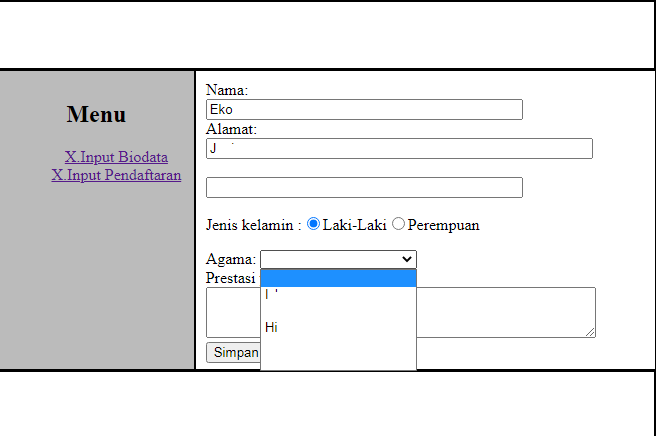 Menu
X.Input Biodata
X.Input Pendaftaran
Nama:
Eko
Alamat:
J
Jenis kelamin : Laki-Laki Perempuan
Agama:
Prestasi
Hi
Simpan